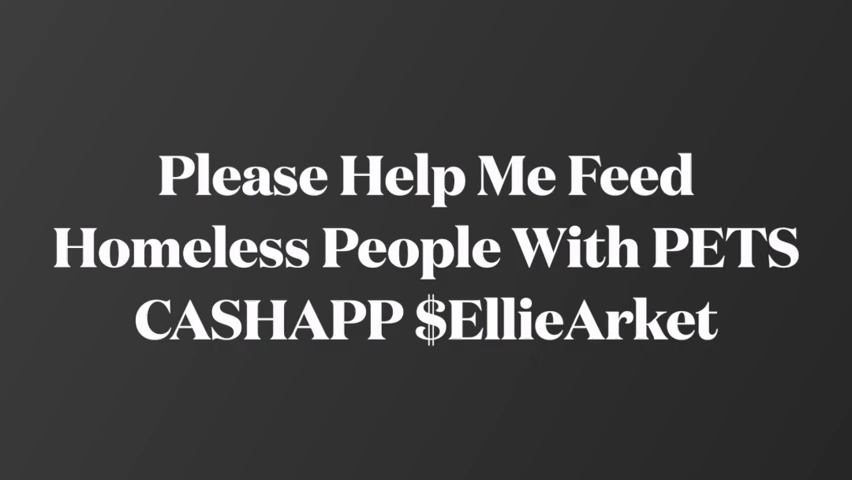 Please Help Me Feed
Homeless People With PETS
CASHAPP $EllieArket